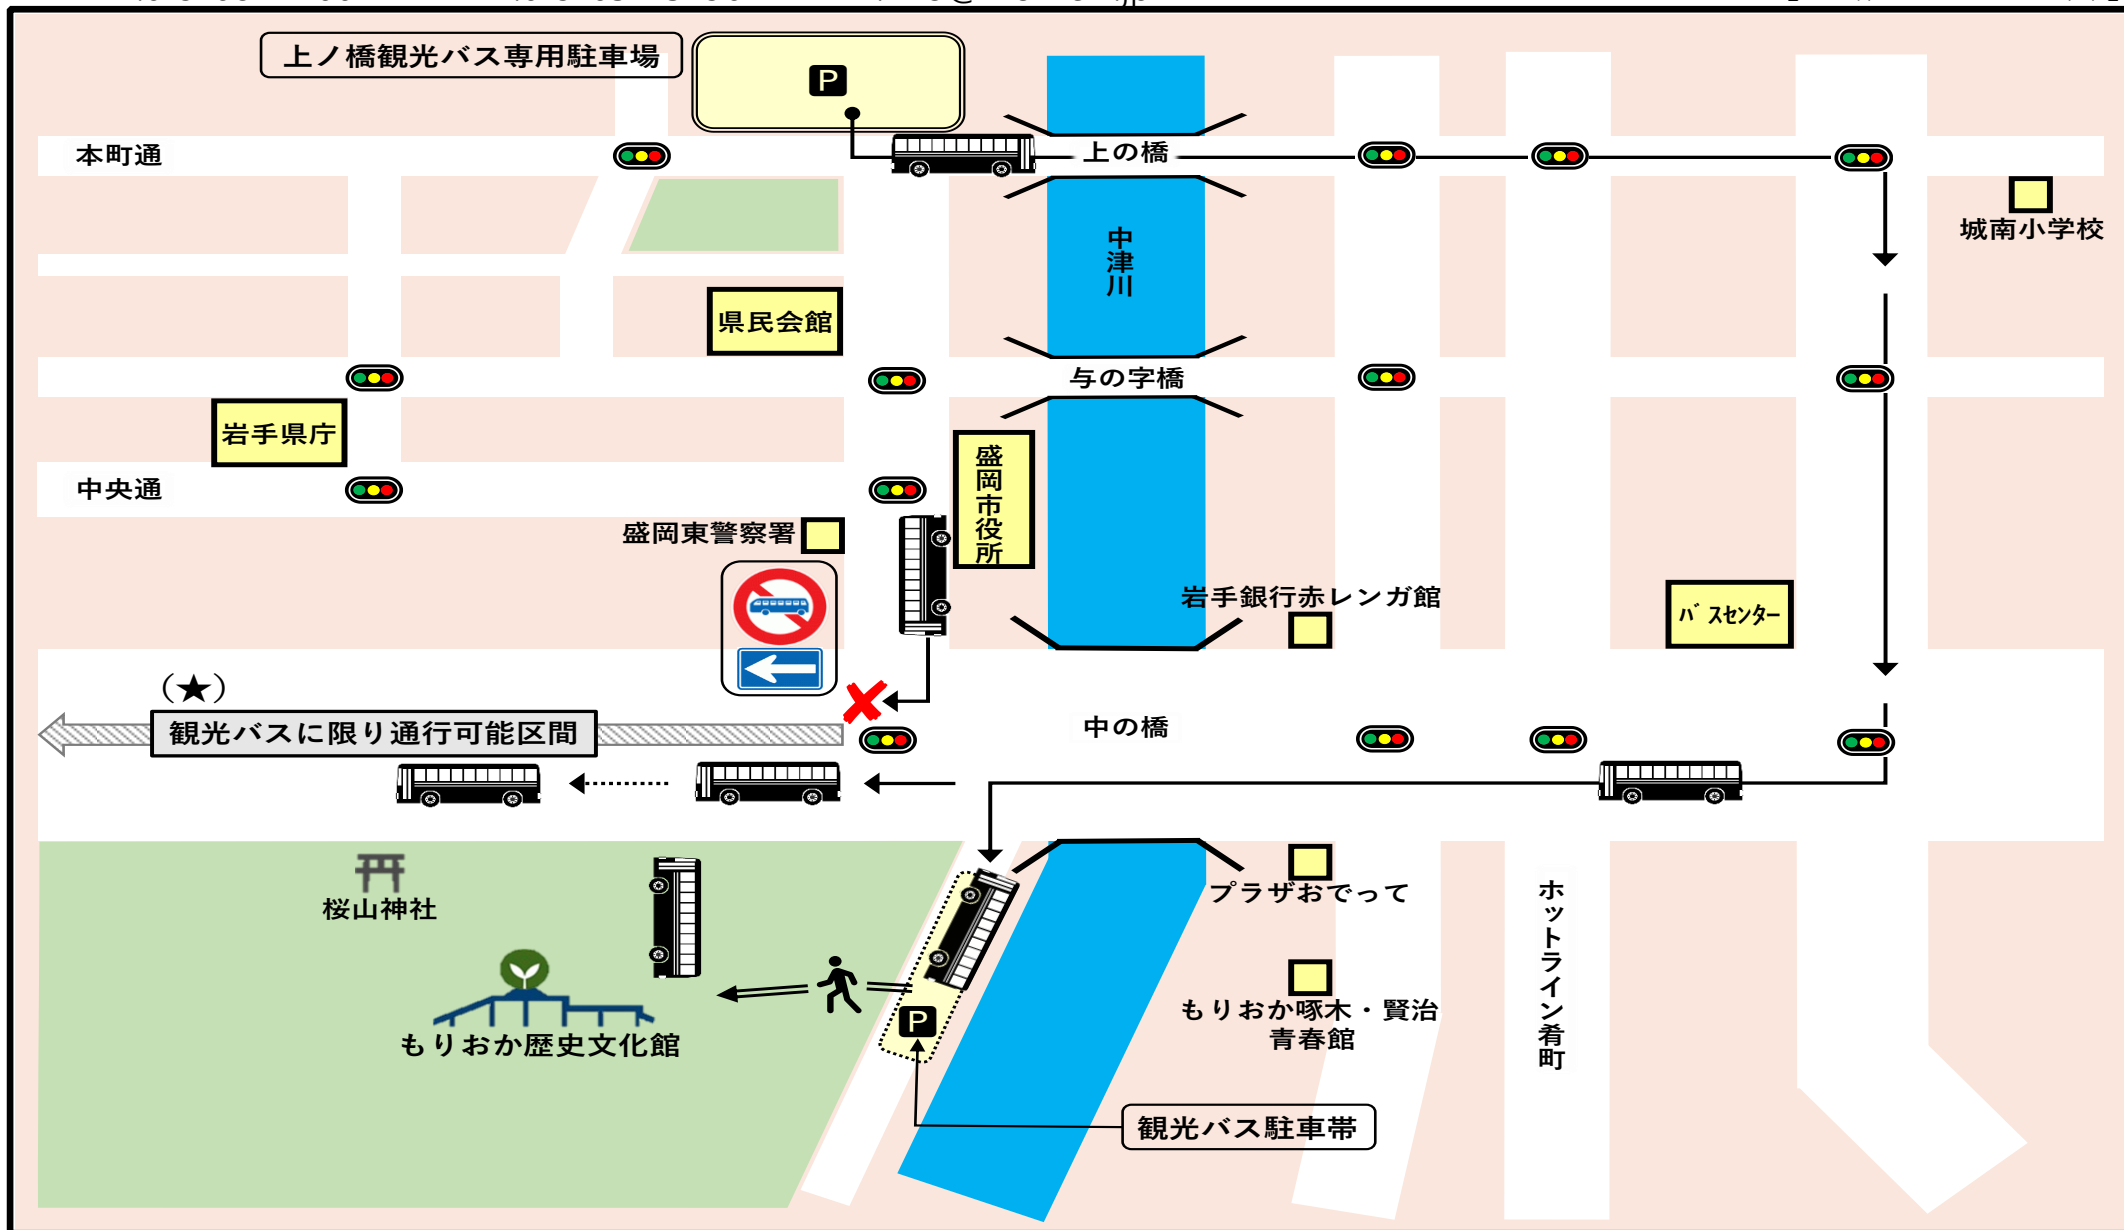 上ノ橋観光バス専用駐車場
P
本町通
上の橋
城南小学校
中津川
県民会館
与の字橋
岩手県庁
盛岡市役所
中央通
盛岡東警察署
岩手銀行赤レンガ館
バスセンター
(★)
観光バスに限り通行可能区間
中の橋
桜山神社
プラザおでって
ホットライン肴町
もりおか歴史文化館
P
もりおか啄木・賢治
青春館
観光バス駐車帯